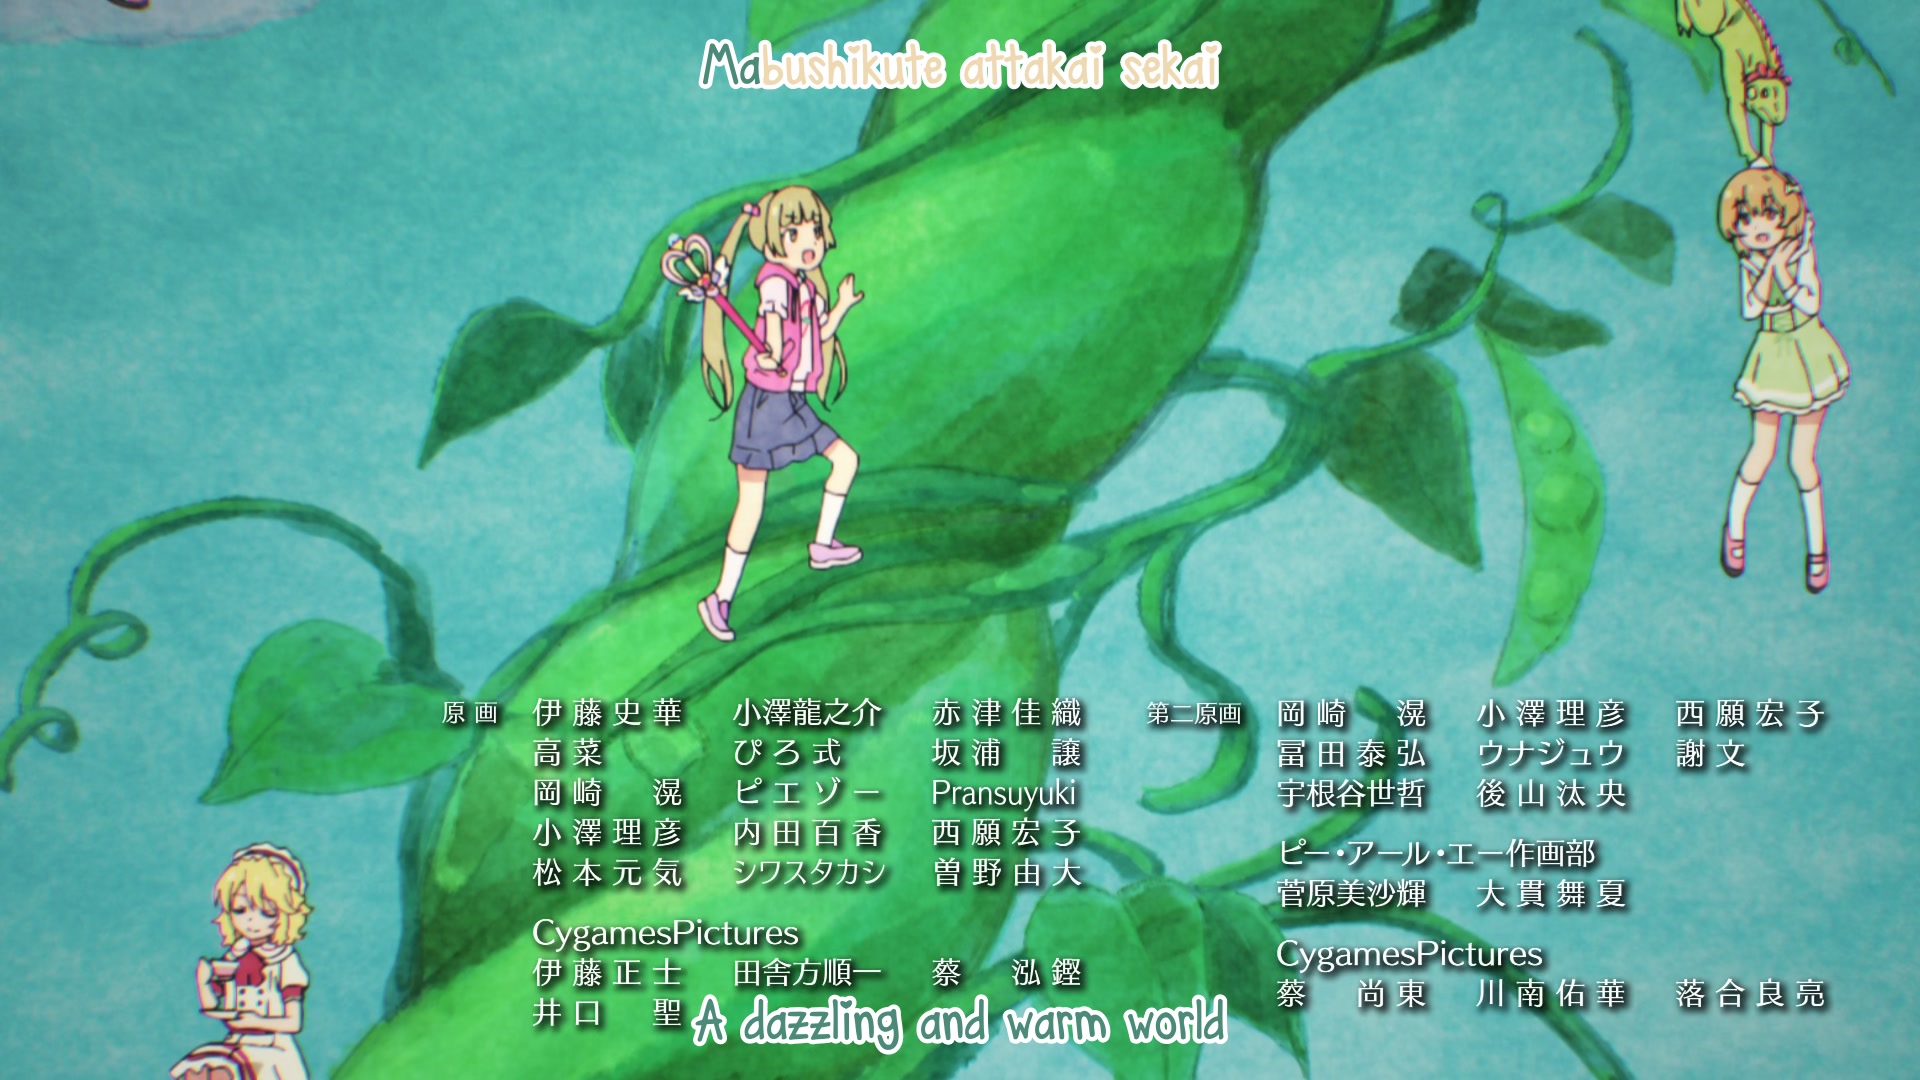 Mabushikute attakai sekai
原画 伊藤史華 小澤龍之介 赤津佳織
高菜 ぴろ式 坂浦 譲
岡崎 滉 ピエゾー Pransuyuki
小澤理彦 内田百香 西願宏子
松本元気 シワスタカシ 曽野由大
CygamesPictures
伊藤正士 田舎方順一 蔡 泓鏗
井口 聖
第二原画 岡崎 滉 小澤理彦 西願宏子
冨田泰弘 ウナジュウ 謝文
宇根谷世哲 後山汰央
ピー・アール・エー作画部
菅原美沙輝 大貫舞夏
CygamesPictures
蔡 尚東 川南佑華 落合良亮
A dazzling and warm world